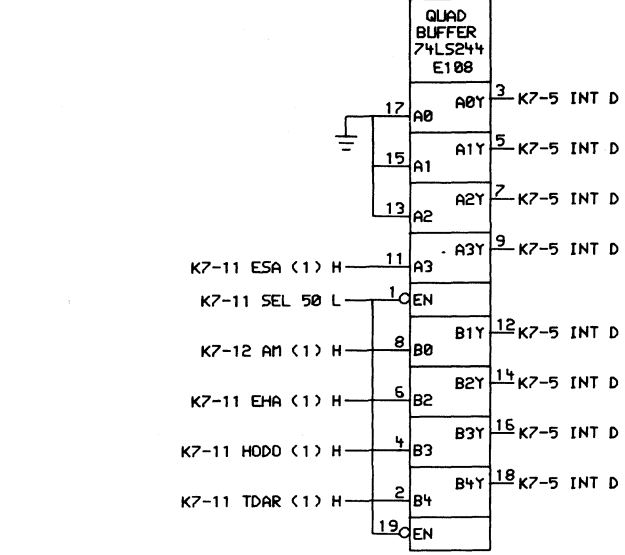 QUAD
BUFFER
74LS244
E108
17 A0 A0Y 3 K7-5 INT D
15 A1 A1Y 5 K7-5 INT D
13 A2 A2Y 7 K7-5 INT D
K7-11 ESA (1) H 11 A3 A3Y 9 K7-5 INT D
K7-11 SEL 50 L 1 EN
K7-12 AM (1) H 8 B0 B1Y 12 K7-5 INT D
K7-11 EHA (1) H 6 B2 B2Y 14 K7-5 INT D
K7-11 HODO (1) H 4 B3 B3Y 16 K7-5 INT D
K7-11 TDAR (1) H 2 B4 B4Y 18 K7-5 INT D
19 EN